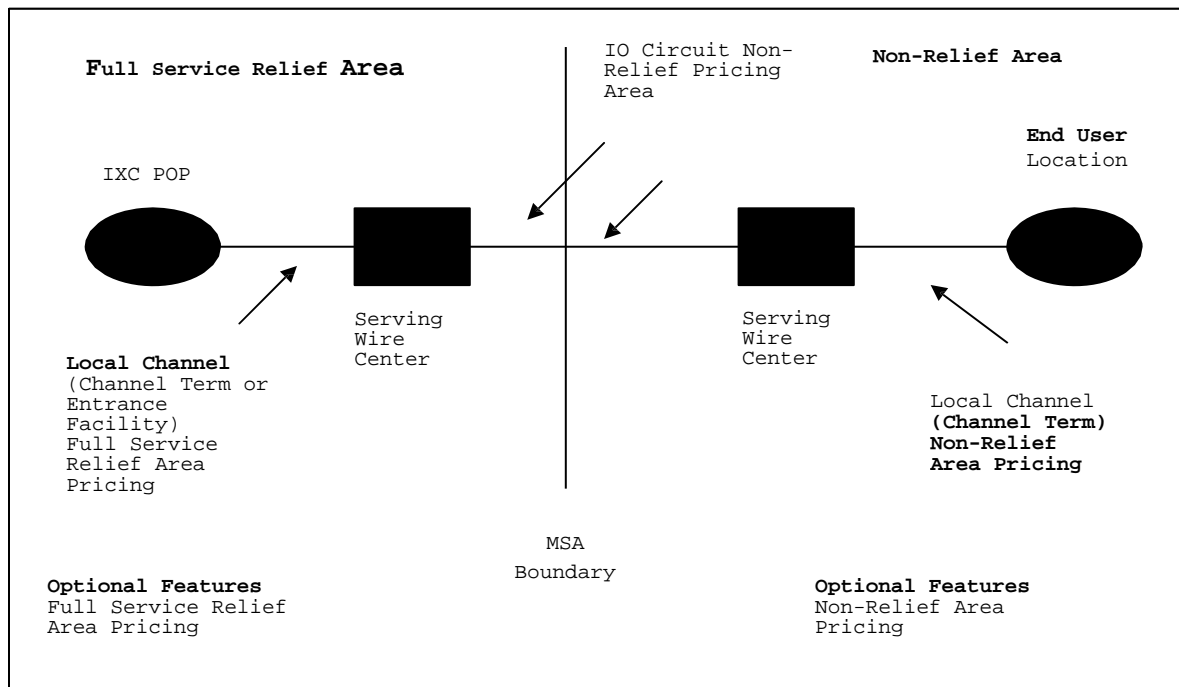 Full Service Relief Area
IO Circuit Non-
Relief Pricing
Area
Non-Relief Area
End User
Location
IXC POP
Serving
Wire
Center
Serving
Wire
Center
Local Channel
(Channel Term or
Entrance
Facility)
Full Service
Relief Area
Pricing
Local Channel
(Channel Term)
Non-Relief
Area Pricing
MSA
Boundary
Optional Features
Full Service Relief
Area Pricing
Optional Features
Non-Relief Area
Pricing